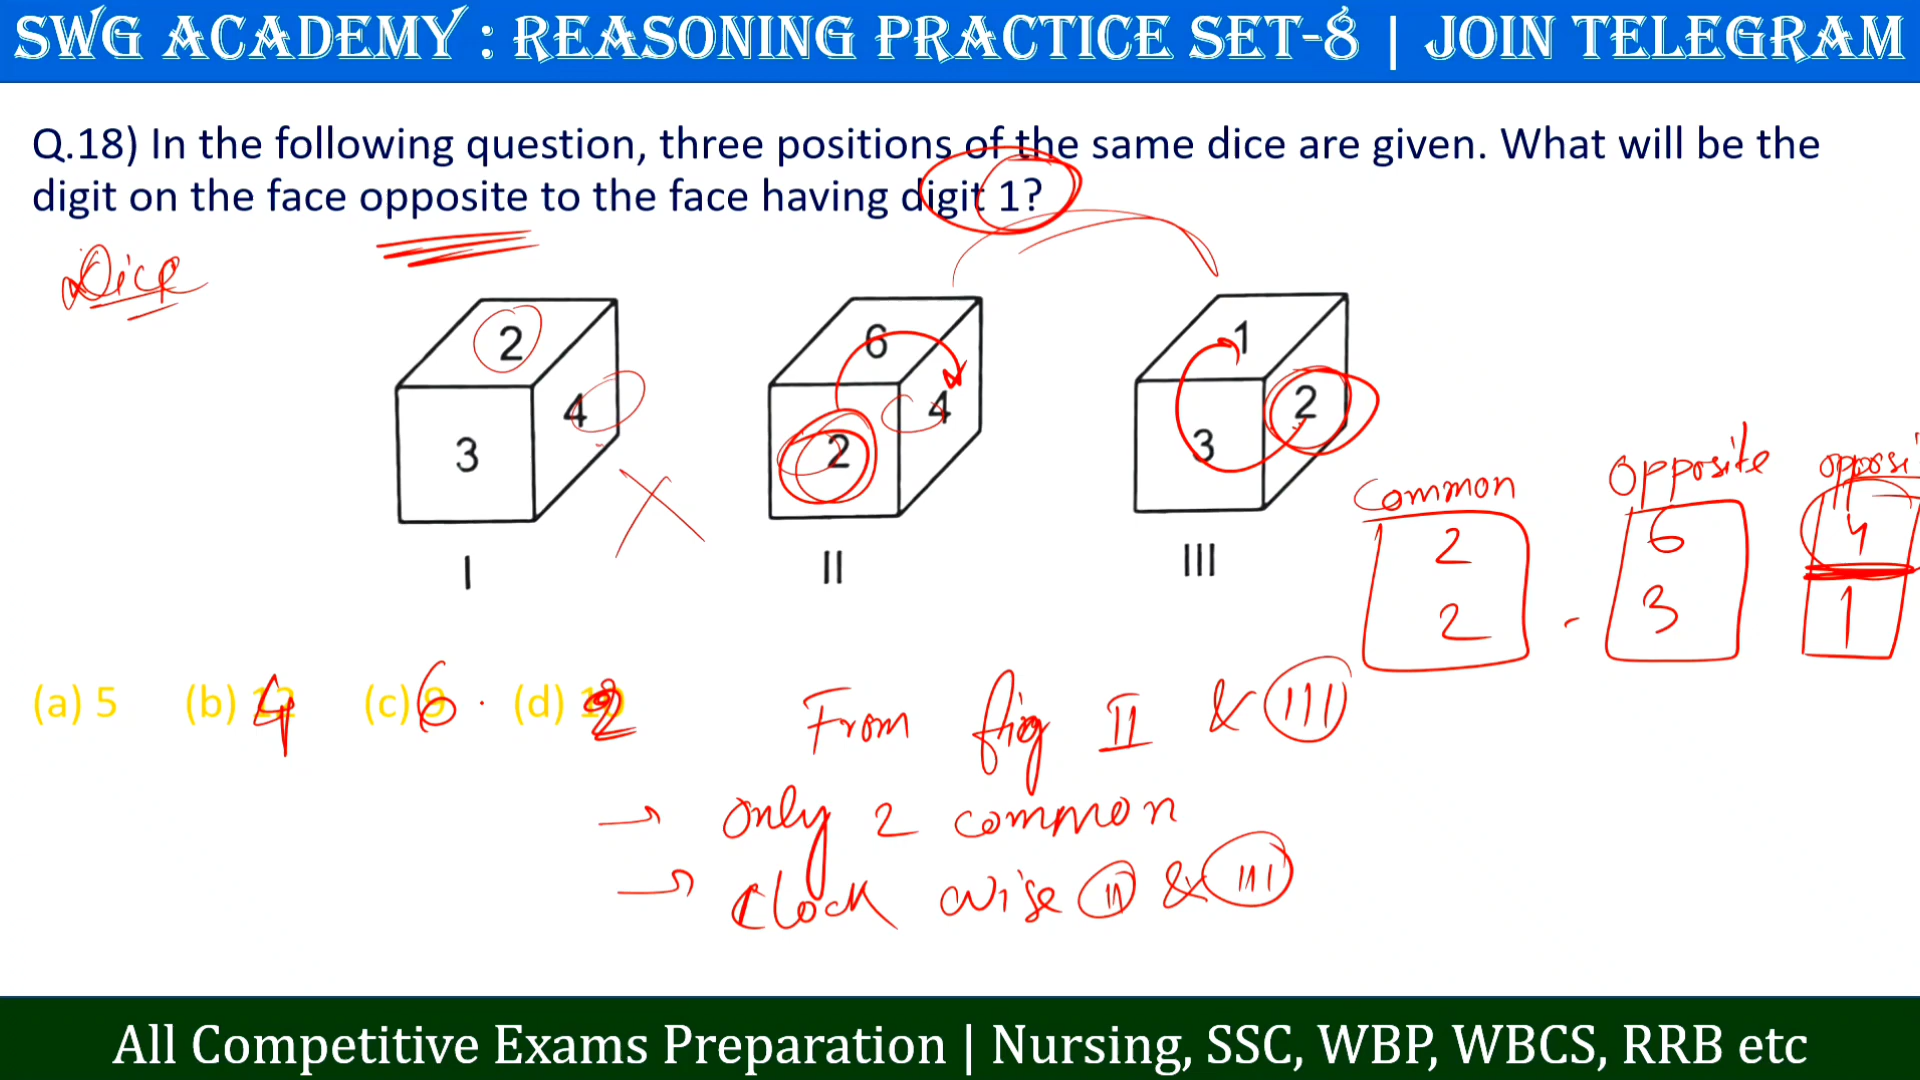 SWG ACADEMY : REASONING PRACTICE SET-8 | JOIN TELEGRAM
Q.18) In the following question, three positions of the same dice are given. What will be the
digit on the face opposite to the face having digit 1?
Dice
2
4
3
I
6
4
2
II
1
2
3
III
Common
2
2
Opposite
6
3
opposi
4
1
(a) 5 (b) 4 (c) 6 (d) 2
From fig II & III
→ only 2 common
→ Clock wise II & III
All Competitive Exams Preparation | Nursing, SSC, WBP, WBCS, RRB etc